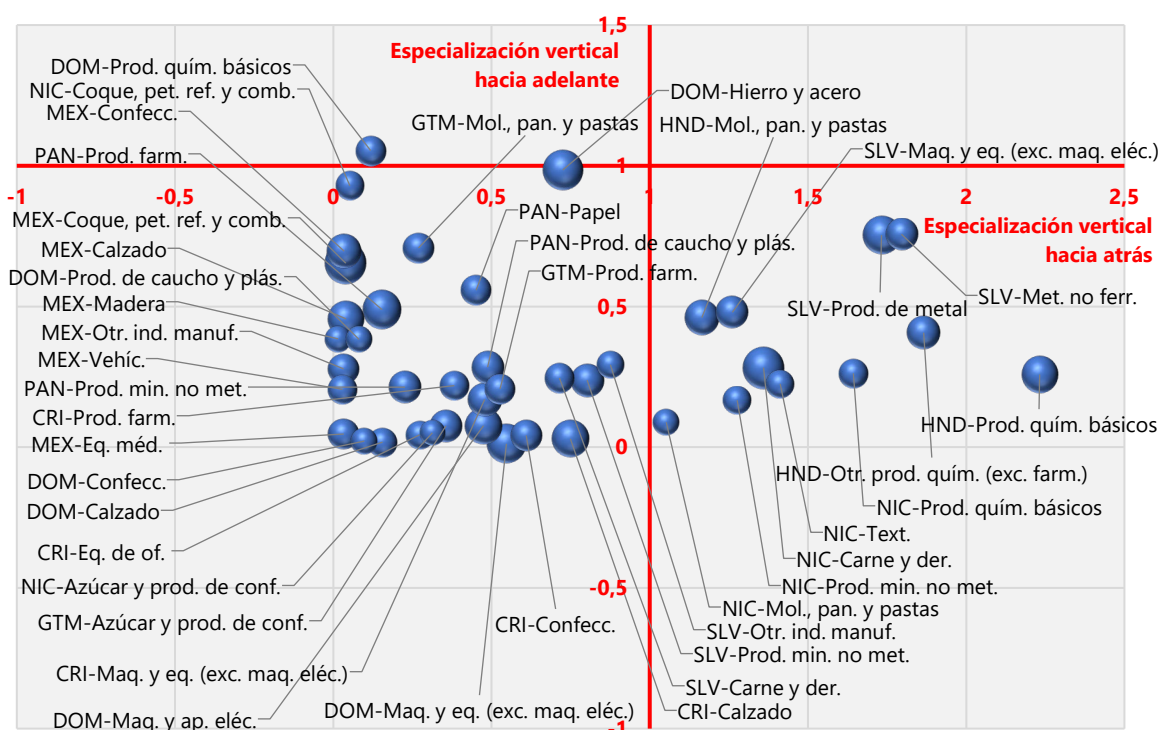 1,5
Especialización vertical
hacia adelante
DOM-Prod. quím. básicos
NIC-Coque, pet. ref. y comb.
MEX-Confecc.
DOM-Hierro y acero
GTM-Mol., pan. y pastas
HND-Mol., pan. y pastas
SLV-Maq. y eq. (exc. maq. eléc.)
PAN-Prod. farm.
1
-1
-0,5
0
0,5
1
1,5
2
2,5
MEX-Coque, pet. ref. y comb.
PAN-Papel
Especialización vertical
hacia atrás
MEX-Calzado
PAN-Prod. de caucho y plás.
DOM-Prod. de caucho y plás.
GTM-Prod. farm.
MEX-Madera
0,5
SLV-Prod. de metal
SLV-Met. no ferr.
MEX-Otr. ind. manuf.
MEX-Vehíc.
PAN-Prod. min. no met.
CRI-Prod. farm.
HND-Prod. quím. básicos
MEX-Eq. méd.
0
DOM-Confecc.
HND-Otr. prod. quím. (exc. farm.)
DOM-Calzado
NIC-Prod. quím. básicos
NIC-Text.
CRI-Eq. de of.
NIC-Carne y der.
NIC-Azúcar y prod. de conf.
-0,5
NIC-Prod. min. no met.
NIC-Mol., pan. y pastas
GTM-Azúcar y prod. de conf.
CRI-Confecc.
SLV-Otr. ind. manuf.
SLV-Prod. min. no met.
CRI-Maq. y eq. (exc. maq. eléc.)
SLV-Carne y der.
DOM-Maq. y ap. eléc.
DOM-Maq. y eq. (exc. maq. eléc.)
CRI-Calzado
-1